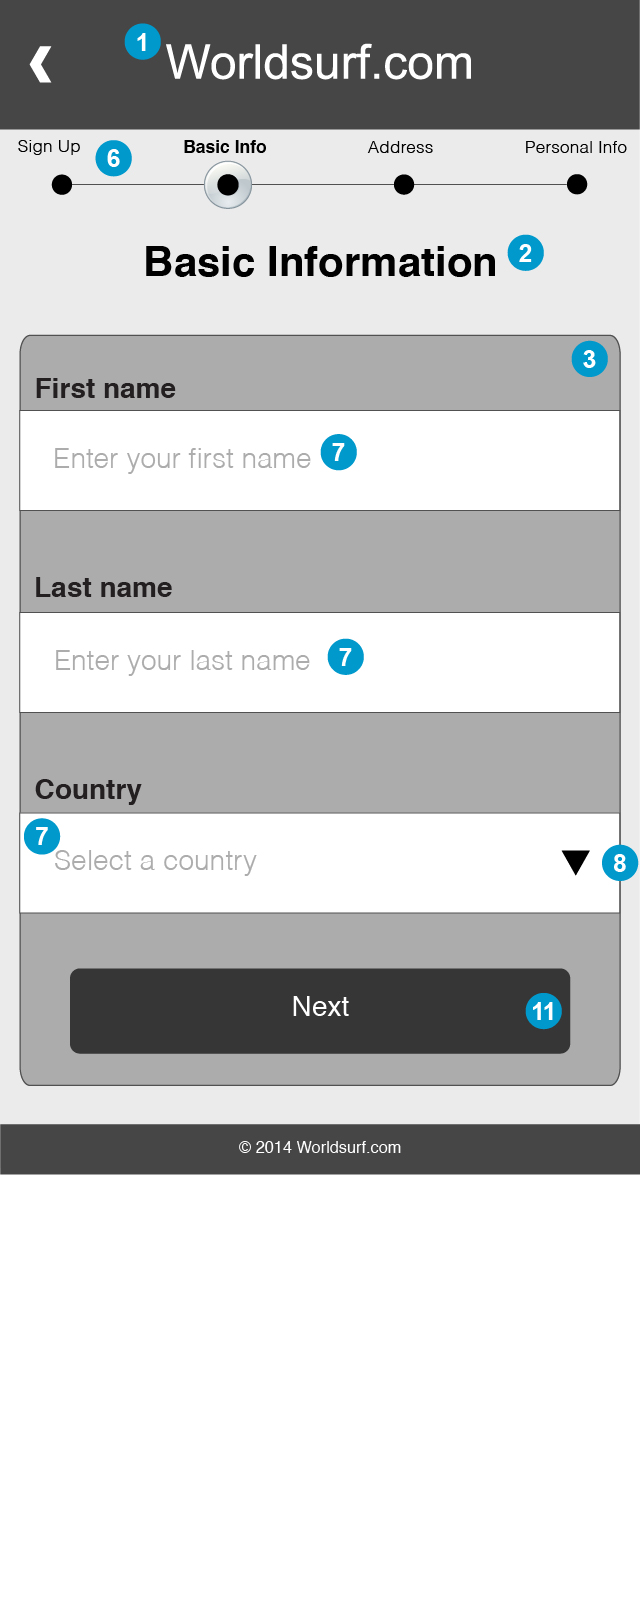 1 Worldsurf.com
Sign Up 6 Basic Info Address Personal Info
Basic Information 2
3
First name
Enter your first name 7
Last name
Enter your last name 7
Country
7
Select a country 8
Next 11
© 2014 Worldsurf.com